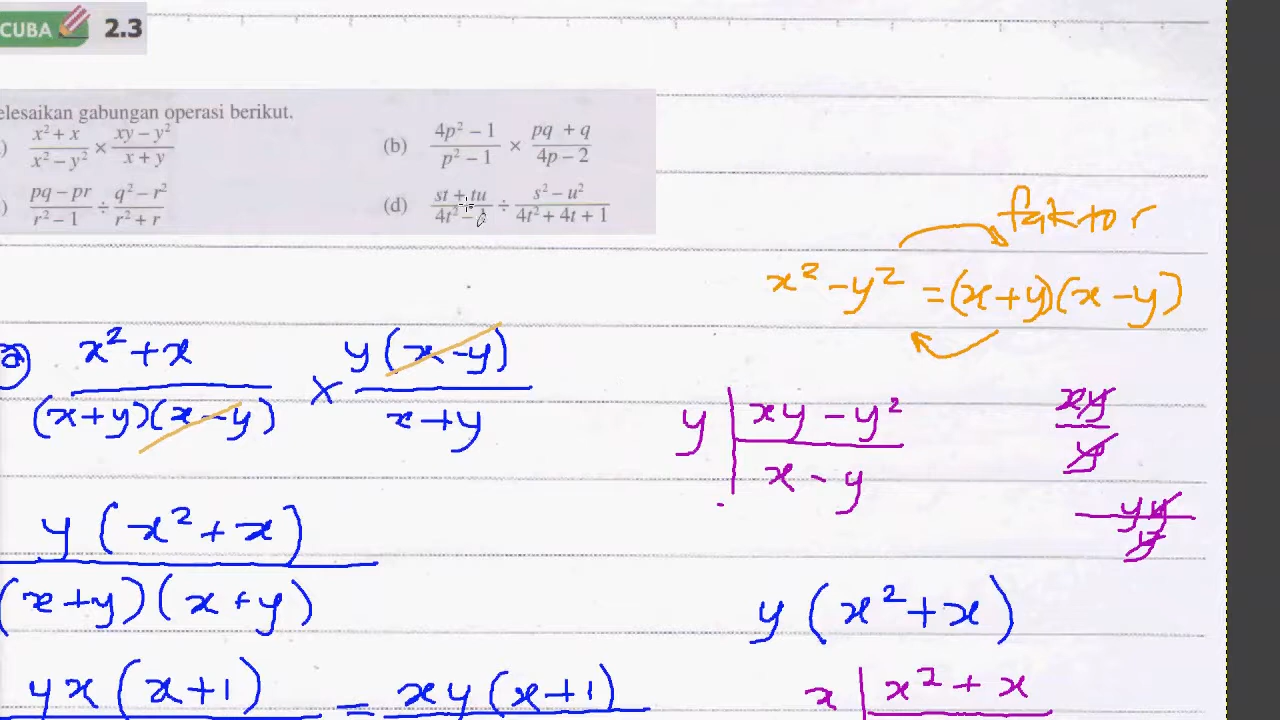 CUBA 2.3
elesaikan gabungan operasi berikut.
) x² + x / x² – y² × xy – y² / x + y
(b) 4p² – 1 / p² – 1 × pq + q / 4p – 2
) pq – pr / r² – 1 ÷ q² – r² / r² + r
(d) st + tu / 4t² – ÷ s² – u² / 4t² + 4t + 1
faktor
x² – y² = (x + y)(x – y)
a) x² + x / (x + y)(x – y) × y(x – y) / x + y
y | xy – y²
x – y
xy / y
yy / y
y(x² + x) / (x + y)(x + y)
y(x² + x)
yx(x + 1) = xy(x + 1)
x | x² + x